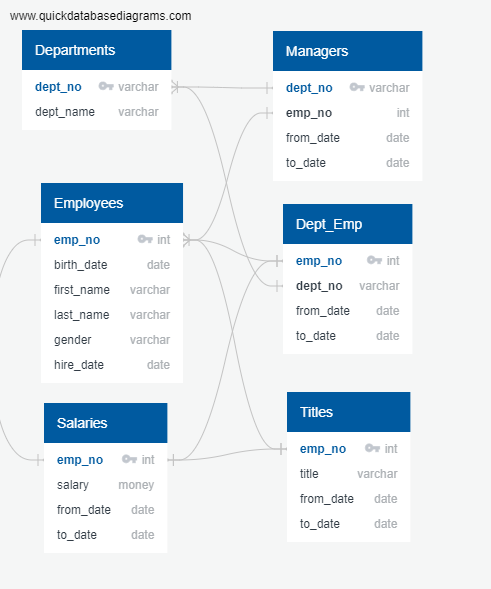 www.quickdatabasediagrams.com
Departments
dept_no varchar
dept_name varchar
Managers
dept_no varchar
emp_no int
from_date date
to_date date
Employees
emp_no int
birth_date date
first_name varchar
last_name varchar
gender varchar
hire_date date
Dept_Emp
emp_no int
dept_no varchar
from_date date
to_date date
Salaries
emp_no int
salary money
from_date date
to_date date
Titles
emp_no int
title varchar
from_date date
to_date date